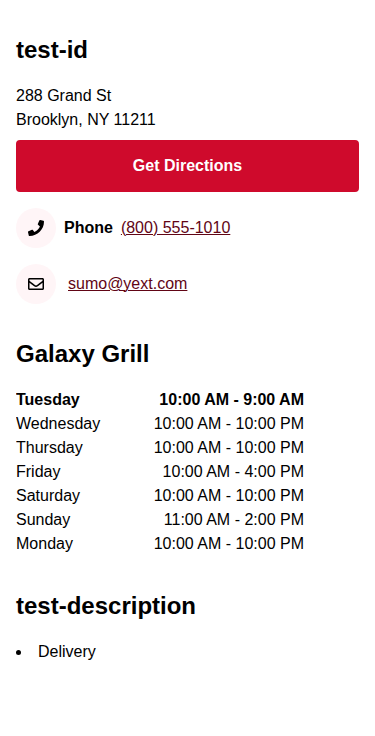 test-id
288 Grand St
Brooklyn, NY 11211
Get Directions
Phone (800) 555-1010
sumo@yext.com
Galaxy Grill
Tuesday 10:00 AM - 9:00 AM
Wednesday 10:00 AM - 10:00 PM
Thursday 10:00 AM - 10:00 PM
Friday 10:00 AM - 4:00 PM
Saturday 10:00 AM - 10:00 PM
Sunday 11:00 AM - 2:00 PM
Monday 10:00 AM - 10:00 PM
test-description
• Delivery